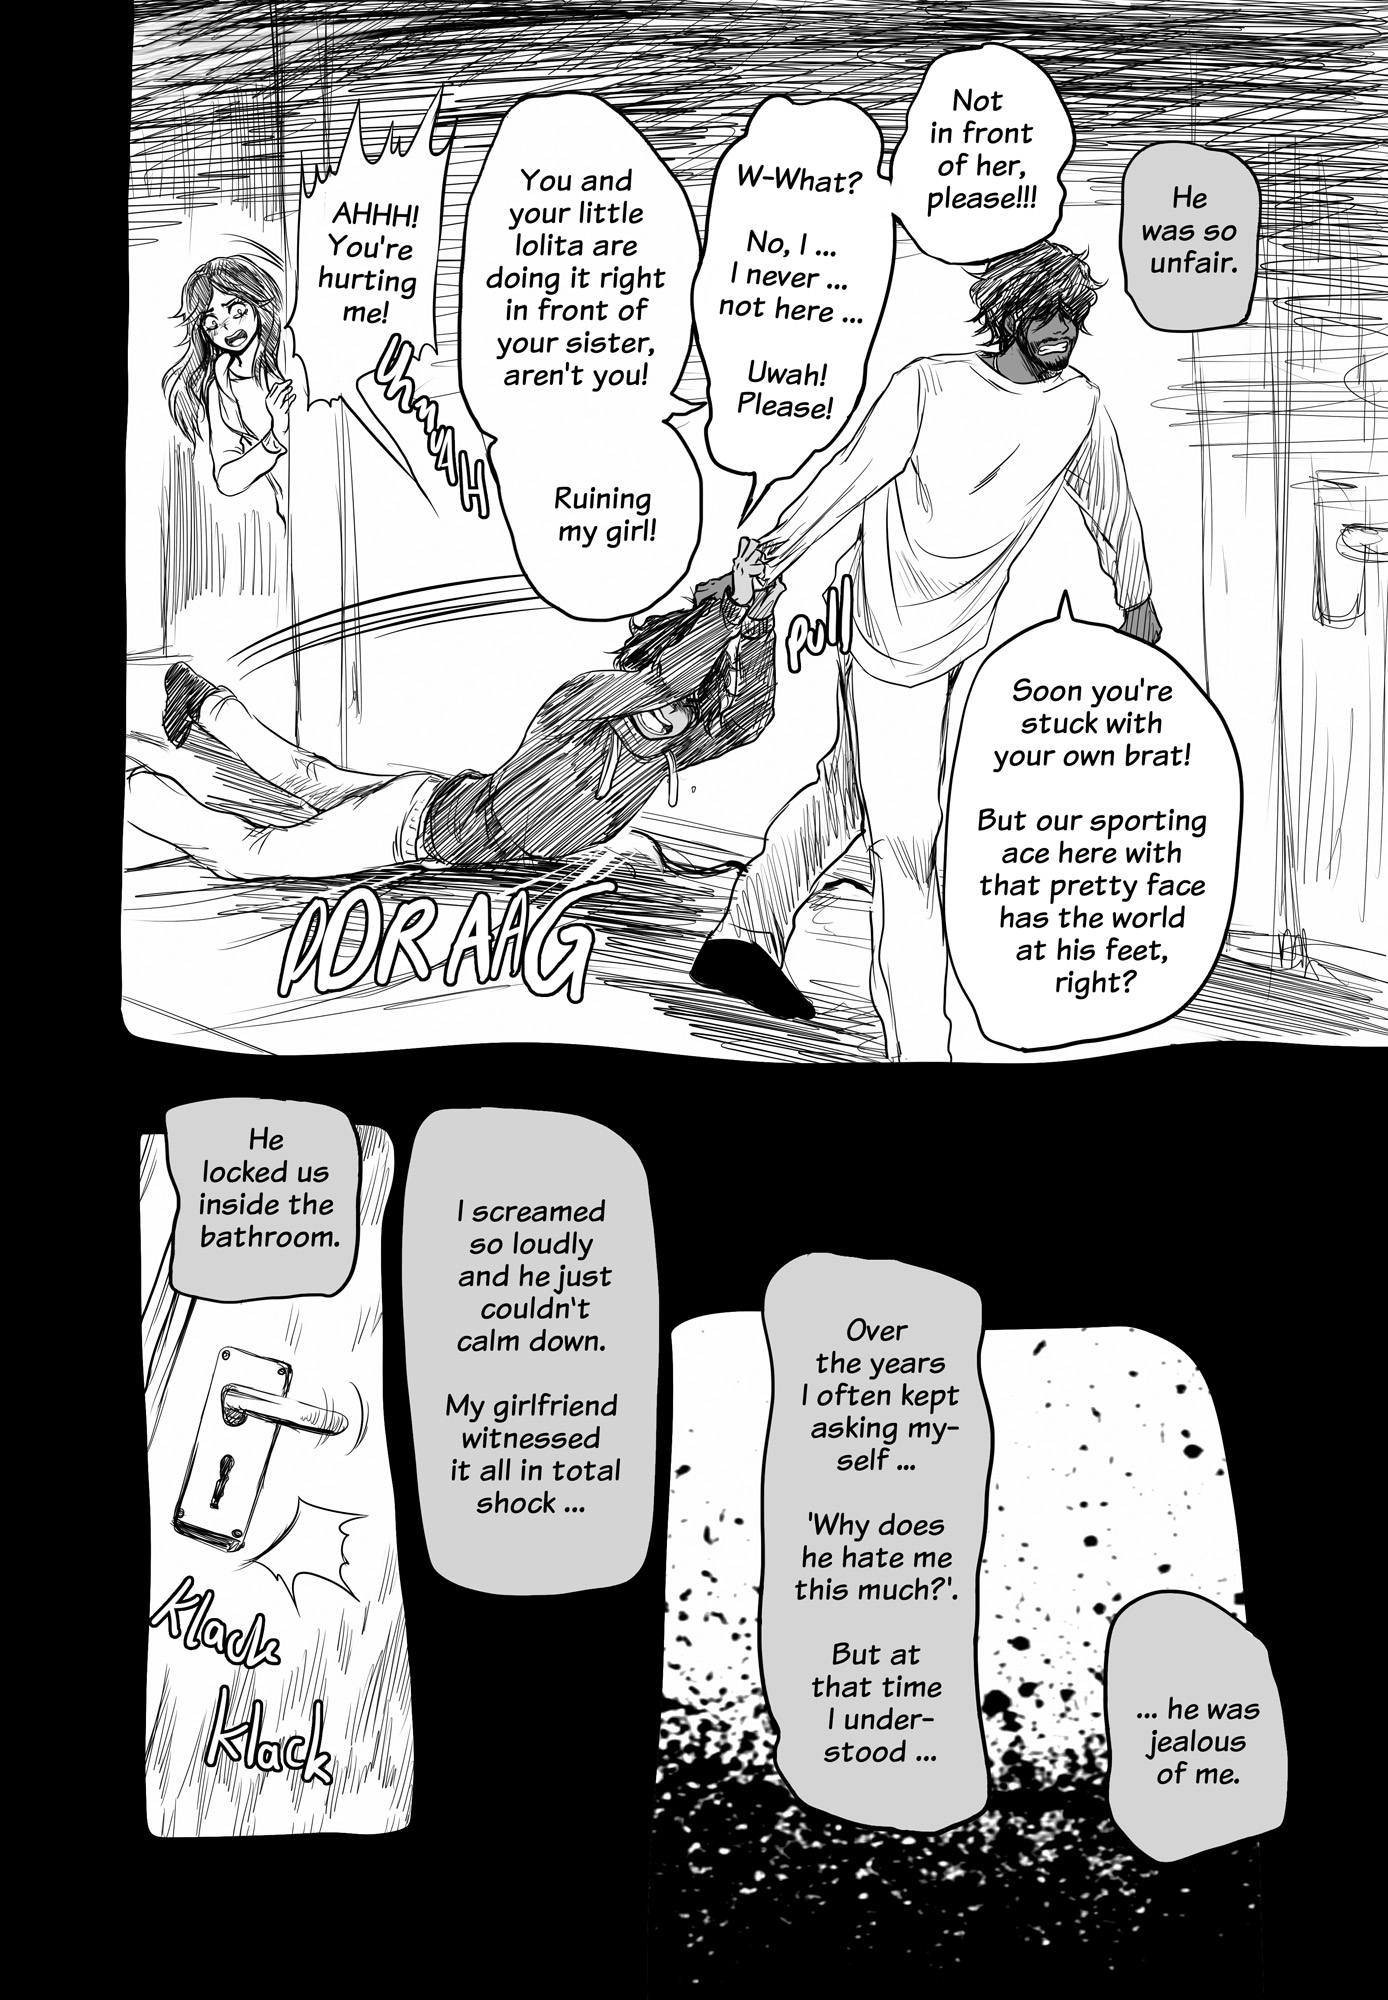 He
was so
unfair.
Not
in front
of her,
please!!!
W-What?
No, I ...
I never ...
not here ...
Uwah!
Please!
You and
your little
lolita are
doing it right
in front of
your sister,
aren't you!
Ruining
my girl!
AHHH!
You're
hurting
me!
UhmyAH
Pull
Soon you're
stuck with
your own brat!
But our sporting
ace here with
that pretty face
has the world
at his feet,
right?
DDRAAG
He
locked us
inside the
bathroom.
Klack
Klack
I screamed
so loudly
and he just
couldn't
calm down.
My girlfriend
witnessed
it all in total
shock ...
Over
the years
I often kept
asking my-
self ...
'Why does
he hate me
this much?'.
But at
that time
I under-
stood ...
... he was
jealous
of me.